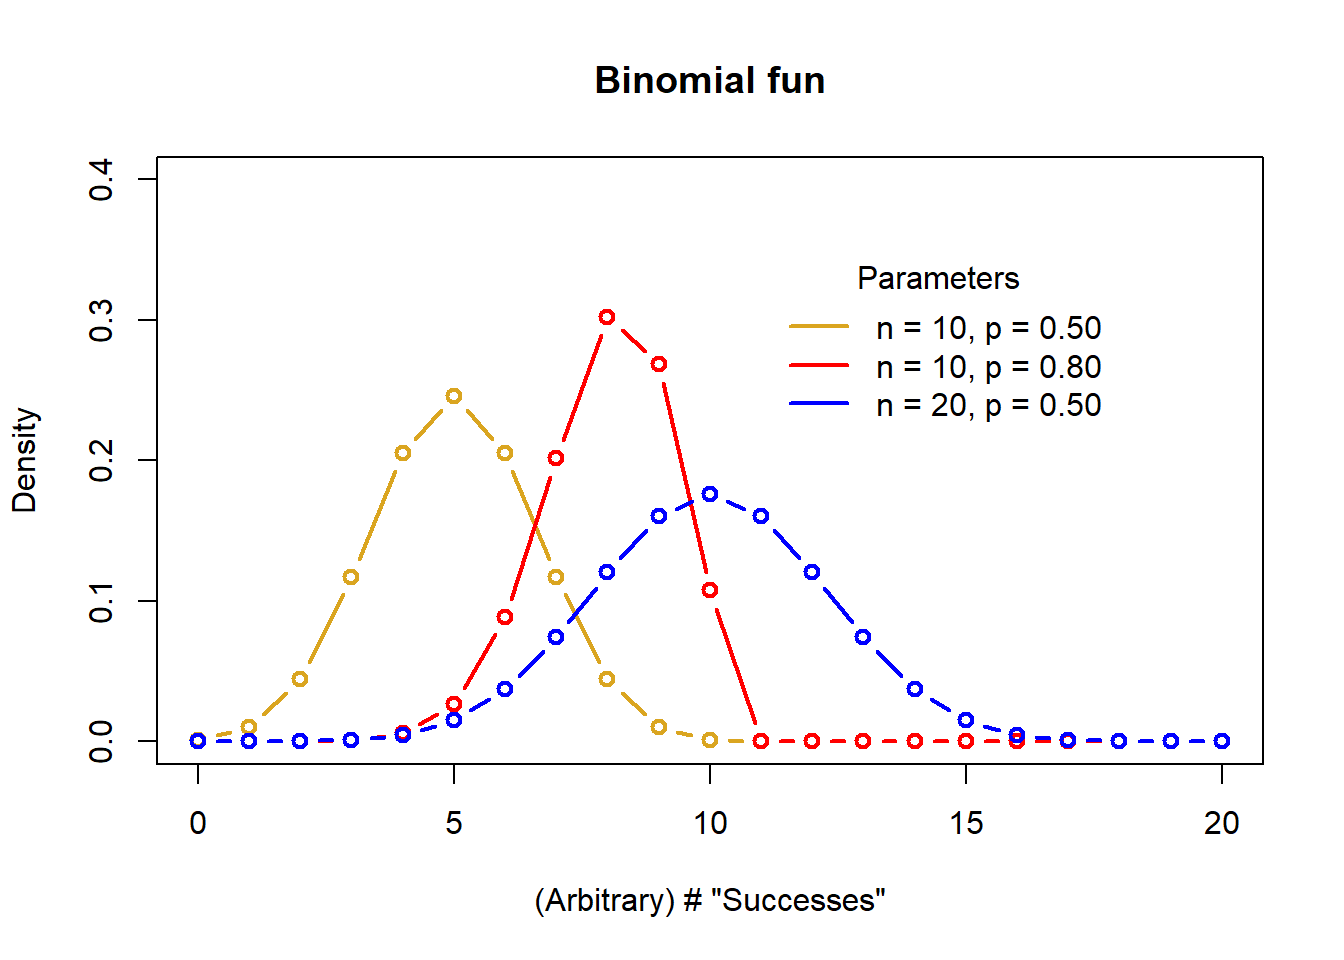 Binomial fun
Density
0.4
0.3
0.2
0.1
0.0
Parameters
n = 10, p = 0.50
n = 10, p = 0.80
n = 20, p = 0.50
0 5 10 15 20
(Arbitrary) # "Successes"